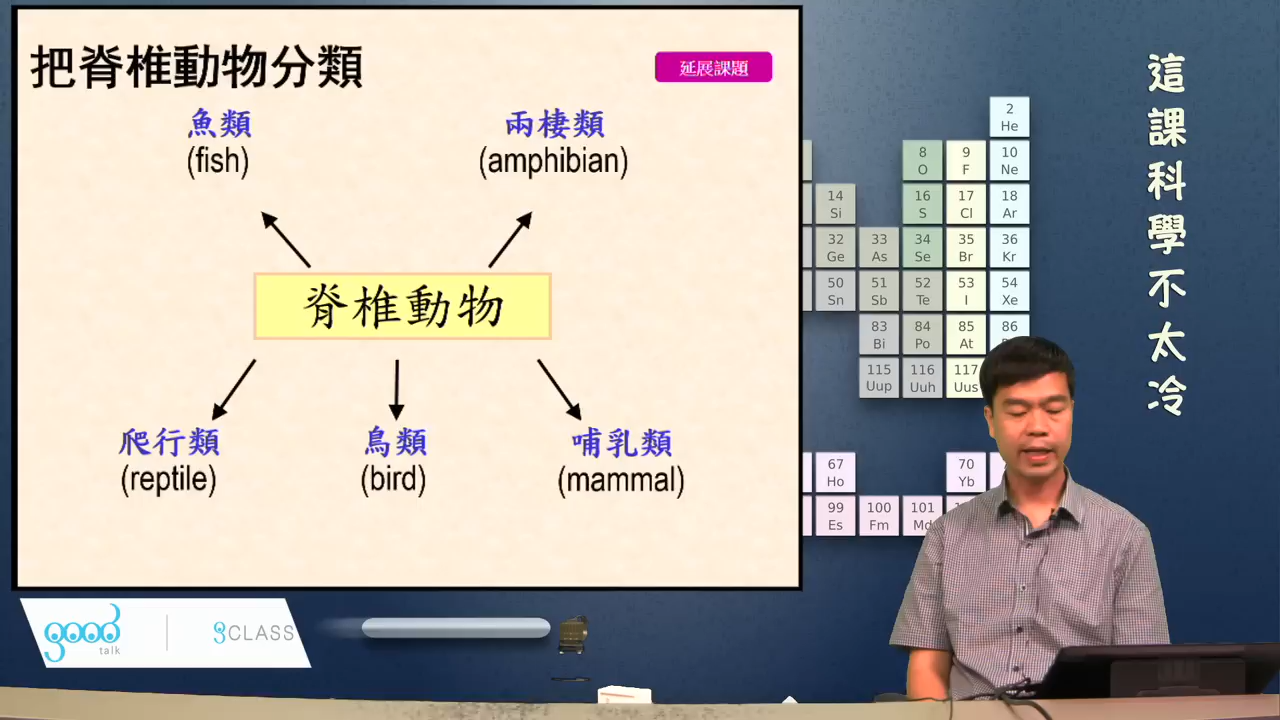 把脊椎動物分類
延展課題
魚類
(fish)
兩棲類
(amphibian)
脊椎動物
爬行類
(reptile)
鳥類
(bird)
哺乳類
(mammal)
這課科學不太冷
2
He
8
O
9
F
10
Ne
14
Si
16
S
17
Cl
18
Ar
32
Ge
33
As
34
Se
35
Br
36
Kr
50
Sn
51
Sb
52
Te
53
I
54
Xe
83
Bi
84
Po
85
At
86
115
Uup
116
Uuh
117
Uus
67
Ho
70
Yb
99
Es
100
Fm
101
Md
good
talk
3CLASS